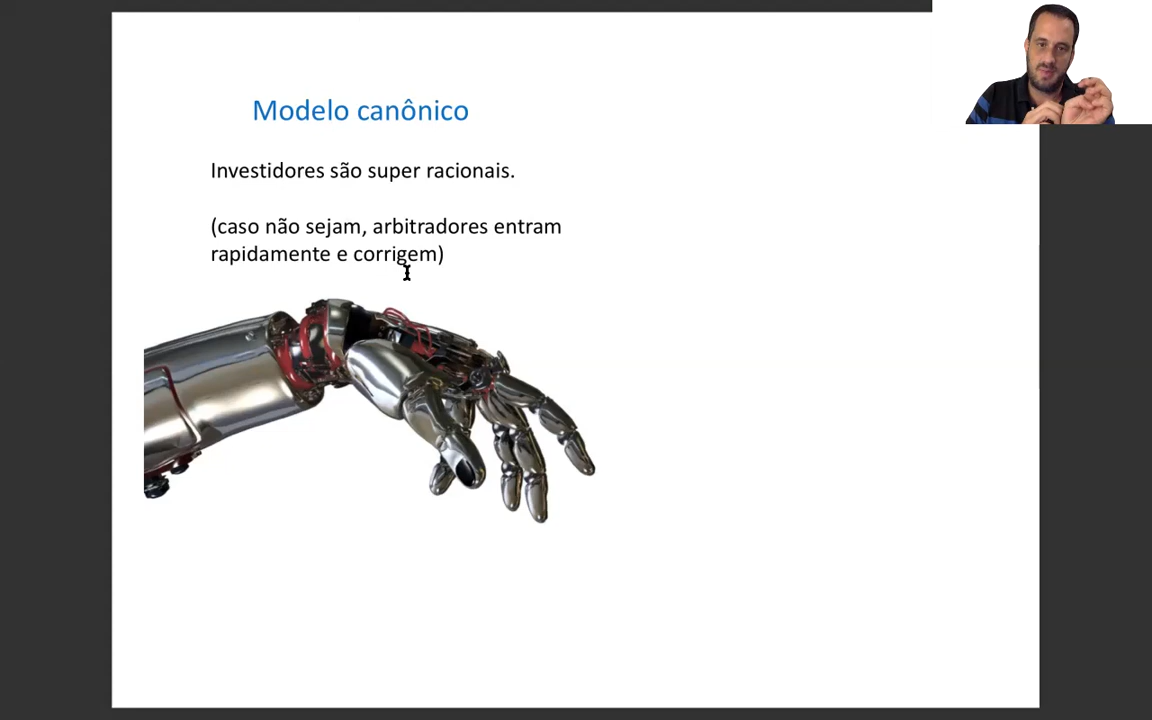 Modelo canônico
Investidores são super racionais.
(caso não sejam, arbitradores entram
rapidamente e corrigem)